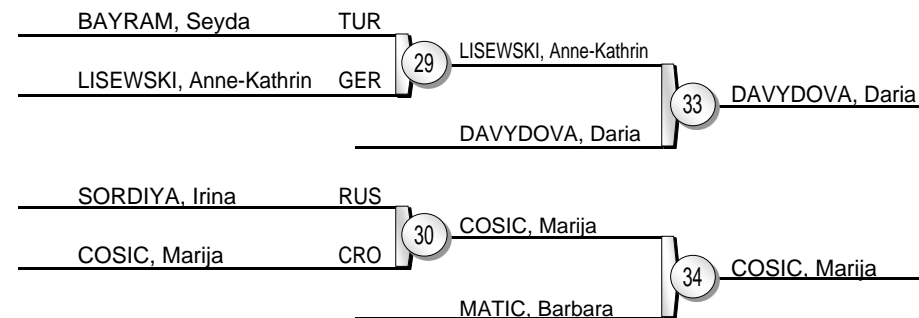 BAYRAM, Seyda TUR
29 LISEWSKI, Anne-Kathrin
LISEWSKI, Anne-Kathrin GER
33 DAVYDOVA, Daria
DAVYDOVA, Daria
SORDIYA, Irina RUS
30 COSIC, Marija
COSIC, Marija CRO
34 COSIC, Marija
MATIC, Barbara